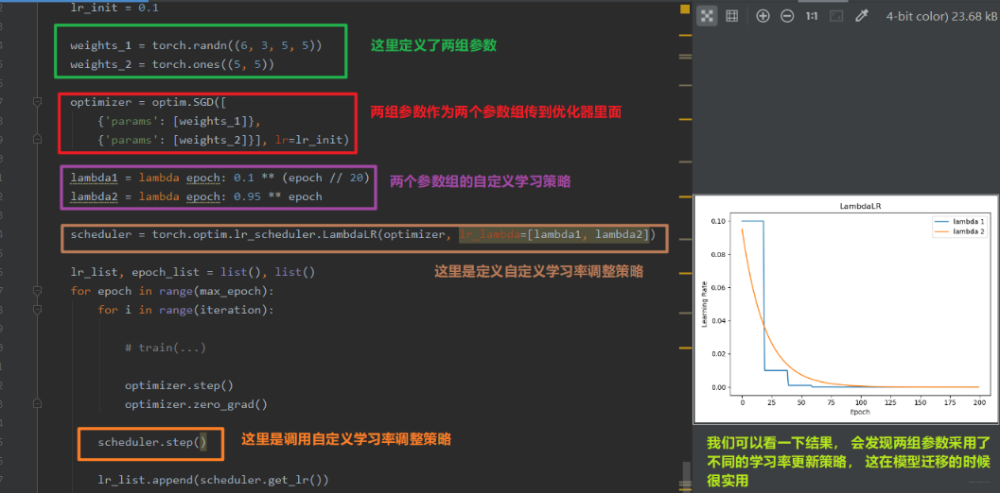 lr_init = 0.1
4-bit color) 23.68 kB
1:1
weights_1 = torch.randn((6, 3, 5, 5))
weights_2 = torch.ones((5, 5))
这里定义了两组参数
optimizer = optim.SGD([
{'params': [weights_1]},
{'params': [weights_2]}], lr=lr_init)
两组参数作为两个参数组传到优化器里面
lambda1 = lambda epoch: 0.1 ** (epoch // 20)
lambda2 = lambda epoch: 0.95 ** epoch
两个参数组的自定义学习策略
scheduler = torch.optim.lr_scheduler.LambdaLR(optimizer, lr_lambda=[lambda1, lambda2])
这里是定义自定义学习率调整策略
lr_list, epoch_list = list(), list()
for epoch in range(max_epoch):
for i in range(iteration):
# train(...)
optimizer.step()
optimizer.zero_grad()
scheduler.step()
这里是调用自定义学习率调整策略
lr_list.append(scheduler.get_lr())
LambdaLR
lambda 1
lambda 2
0.10
0.08
0.06
0.04
0.02
0.00
Learning Rate
0 25 50 75 100 125 150 175 200
Epoch
我们可以看一下结果, 会发现两组参数采用了
不同的学习率更新策略, 这在模型迁移的时候
很实用